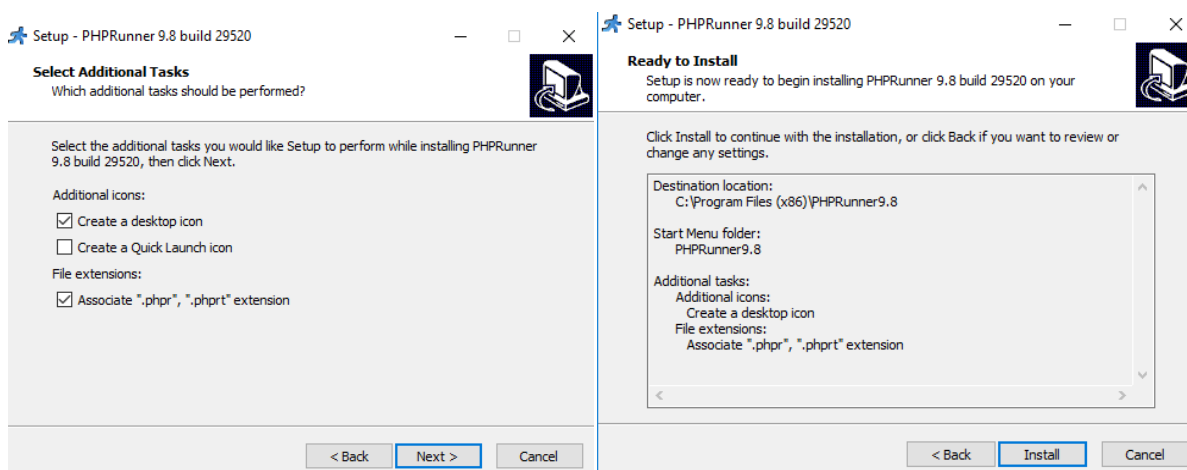 Setup - PHPRunner 9.8 build 29520
Select Additional Tasks
Which additional tasks should be performed?
Select the additional tasks you would like Setup to perform while installing PHPRunner
9.8 build 29520, then click Next.
Additional icons:
Create a desktop icon
Create a Quick Launch icon
File extensions:
Associate ".phpr", ".phprt" extension
< Back
Next >
Cancel
Setup - PHPRunner 9.8 build 29520
Ready to Install
Setup is now ready to begin installing PHPRunner 9.8 build 29520 on your
computer.
Click Install to continue with the installation, or click Back if you want to review or
change any settings.
Destination location:
C:\Program Files (x86)\PHPRunner9.8
Start Menu folder:
PHPRunner9.8
Additional tasks:
Additional icons:
Create a desktop icon
File extensions:
Associate ".phpr", ".phprt" extension
< Back
Install
Cancel